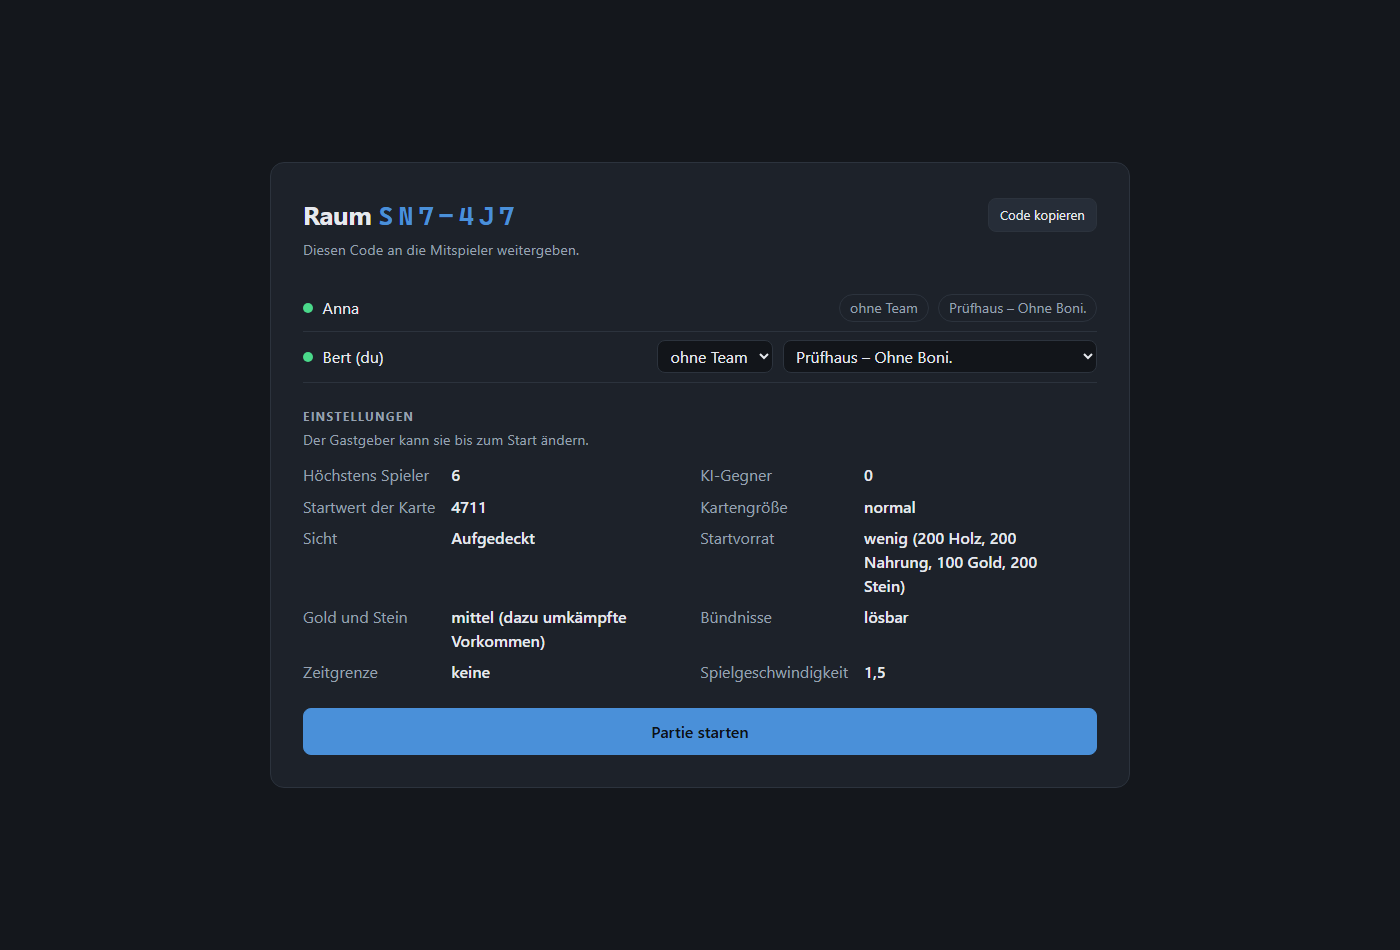 Raum SN7-4J7
Code kopieren
Diesen Code an die Mitspieler weitergeben.
Anna
ohne Team
Prüfhaus – Ohne Boni.
Bert (du)
ohne Team
Prüfhaus – Ohne Boni.
EINSTELLUNGEN
Der Gastgeber kann sie bis zum Start ändern.
Höchstens Spieler 6
KI-Gegner 0
Startwert der Karte 4711
Kartengröße normal
Sicht Aufgedeckt
Startvorrat wenig (200 Holz, 200
Nahrung, 100 Gold, 200
Stein)
Gold und Stein mittel (dazu umkämpfte
Vorkommen)
Bündnisse lösbar
Zeitgrenze keine
Spielgeschwindigkeit 1,5
Partie starten